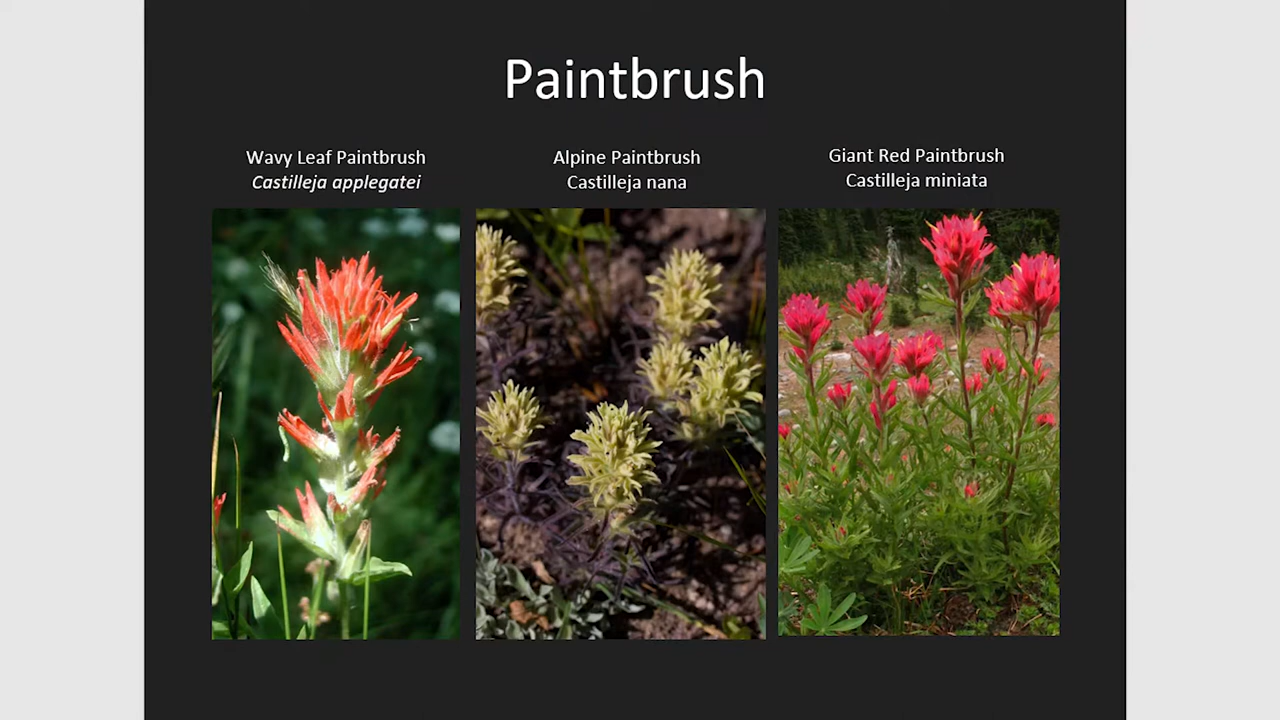 Paintbrush
Wavy Leaf Paintbrush
Castilleja applegatei
Alpine Paintbrush
Castilleja nana
Giant Red Paintbrush
Castilleja miniata